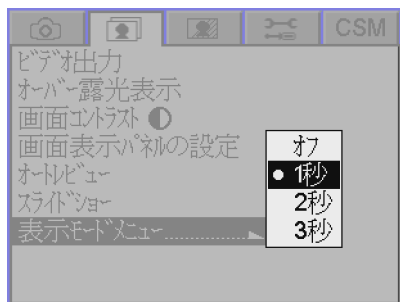 CSM
ビデオ出力
オーバー露光表示
画面コントラスト
画面表示パネルの設定
オートレビュー
スライドショー
表示モードメニュー
オフ
1秒
2秒
3秒